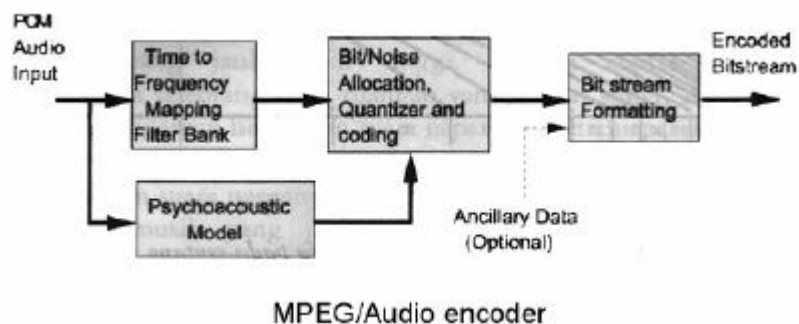 PCM
Audio
Input
Time to
Frequency
Mapping
Filter Bank
Bit/Noise
Allocation,
Quantizer and
coding
Bit stream
Formatting
Encoded
Bitstream
Psychoacoustic
Model
Ancillary Data
(Optional)
MPEG/Audio encoder